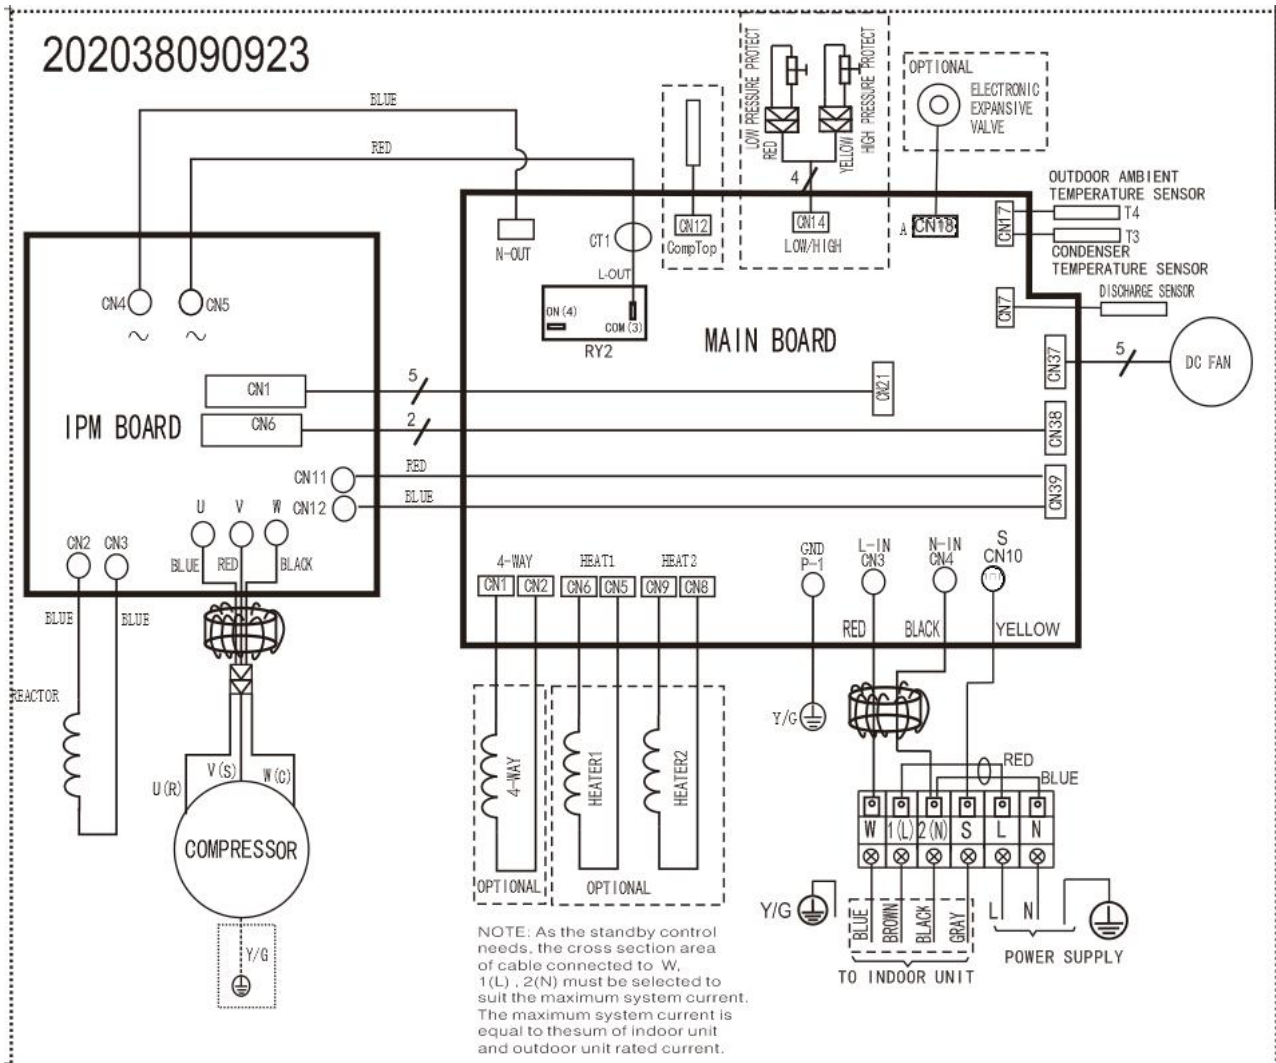 202038090923
BLUE
RED
LOW PRESSURE PROTECT
RED
YELLOW
HIGH PRESSURE PROTECT
4
OPTIONAL
ELECTRONIC
EXPANSIVE
VALVE
OUTDOOR AMBIENT
TEMPERATURE SENSOR
T4
T3
CONDENSER
TEMPERATURE SENSOR
DISCHARGE SENSOR
CN12
CompTop
CN14
LOW/HIGH
A CN18
CN17
CN7
N-OUT
CT1
L-OUT
ON(4)
COM(3)
RY2
MAIN BOARD
CN4
CN5
CN1
5
CN21
CN37
5
DC FAN
IPM BOARD
CN6
2
CN38
CN11
RED
CN12
BLUE
CN39
U V W
BLUE RED BLACK
CN2 CN3
BLUE BLUE
REACTOR
4-WAY HEAT1 HEAT2
CN1 CN2 CN6 CN5 CN9 CN8
GND
P-1
L-IN
CN3
N-IN
CN4
S
CN10
RED BLACK YELLOW
Y/G
4-WAY
HEATER1
HEATER2
OPTIONAL
OPTIONAL
U(R)
V(S)
W(C)
COMPRESSOR
Y/G
RED
BLUE
W 1(L) 2(N) S L N
Y/G
BLUE
BROWN
BLACK
GRAY
L N
TO INDOOR UNIT
POWER SUPPLY
NOTE: As the standby control
needs, the cross section area
of cable connected to W,
1(L) , 2(N) must be selected to
suit the maximum system current.
The maximum system current is
equal to thesum of indoor unit
and outdoor unit rated current.